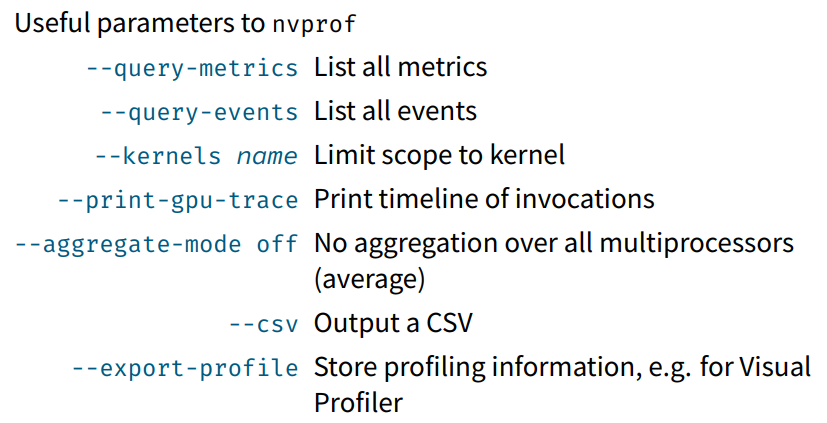 Useful parameters to nvprof
--query-metrics List all metrics
--query-events List all events
--kernels name Limit scope to kernel
--print-gpu-trace Print timeline of invocations
--aggregate-mode off No aggregation over all multiprocessors
(average)
--csv Output a CSV
--export-profile Store profiling information, e.g. for Visual
Profiler